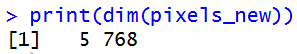 > print(dim(pixels_new))
[1]   5 768